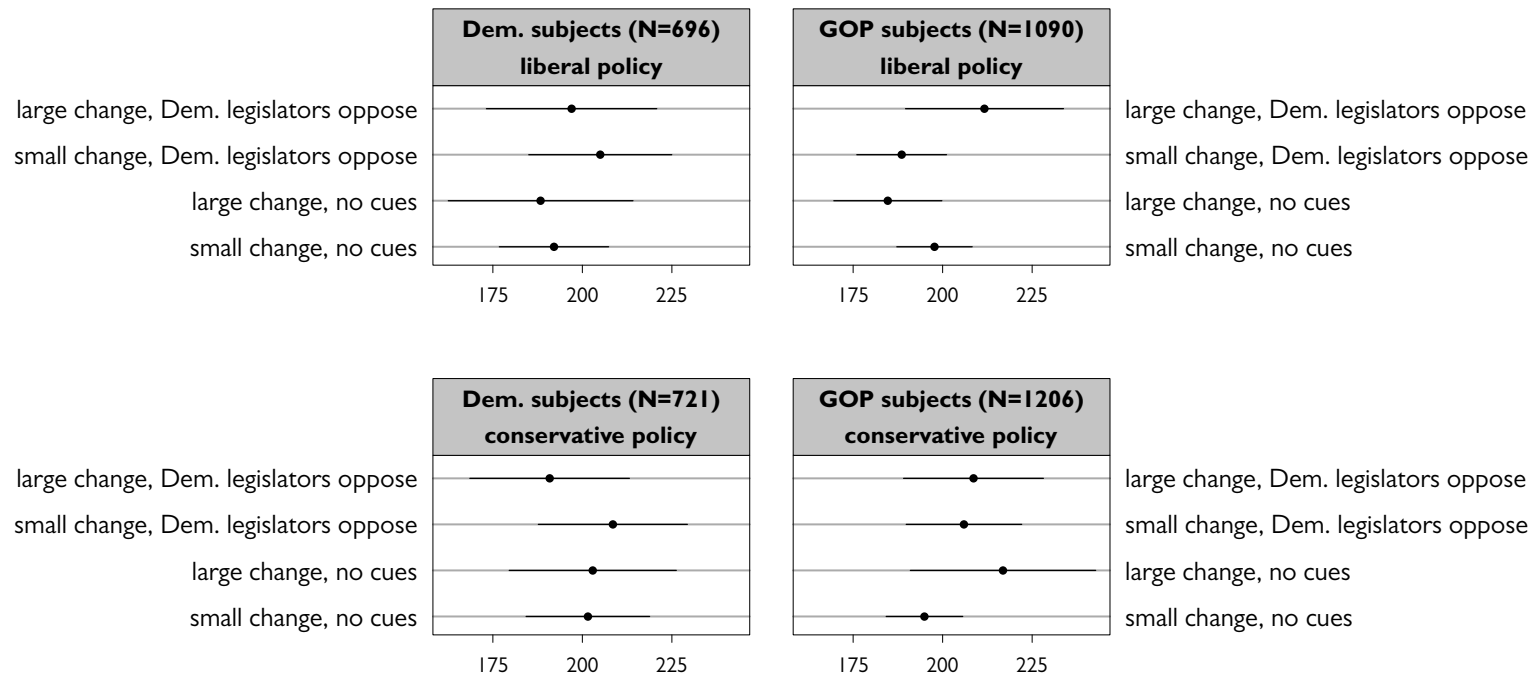 Dem. subjects (N=696)
liberal policy
GOP subjects (N=1090)
liberal policy
large change, Dem. legislators oppose
small change, Dem. legislators oppose
large change, no cues
small change, no cues
large change, Dem. legislators oppose
small change, Dem. legislators oppose
large change, no cues
small change, no cues
175 200 225
175 200 225
Dem. subjects (N=721)
conservative policy
GOP subjects (N=1206)
conservative policy
large change, Dem. legislators oppose
small change, Dem. legislators oppose
large change, no cues
small change, no cues
large change, Dem. legislators oppose
small change, Dem. legislators oppose
large change, no cues
small change, no cues
175 200 225
175 200 225